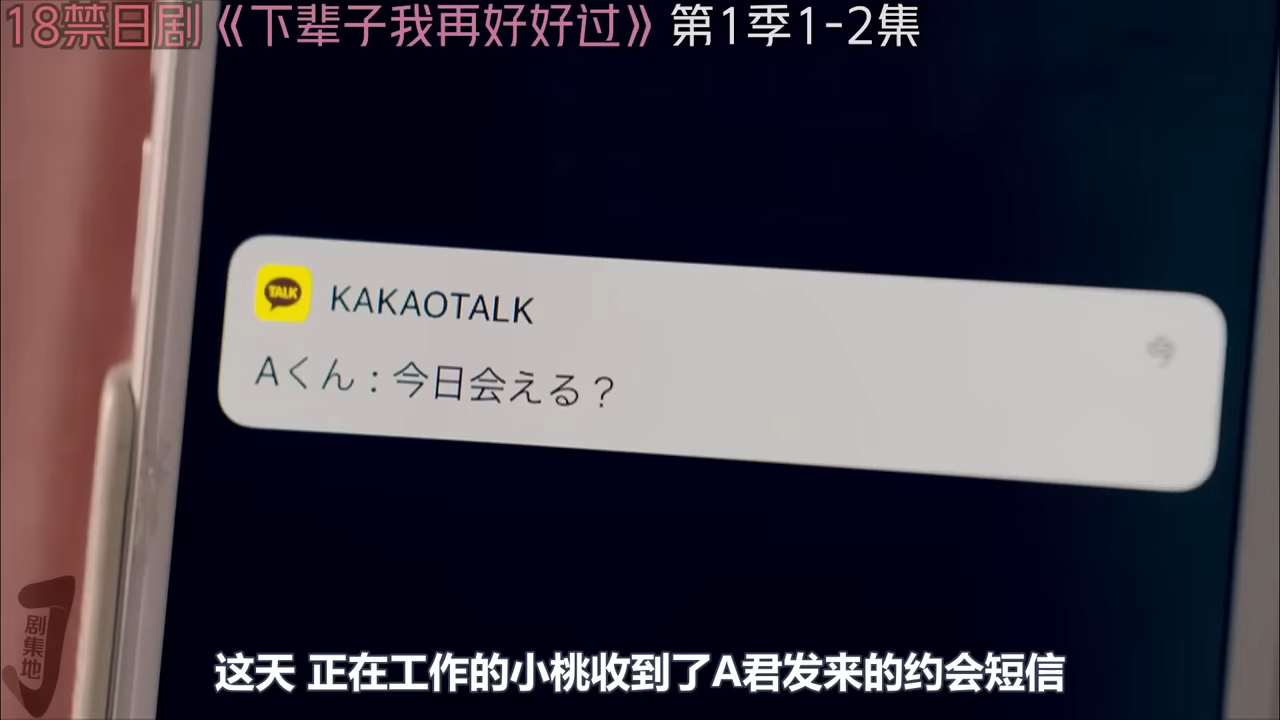 18禁日剧《下辈子我再好好过》第1季1-2集
TALK KAKAOTALK
Aくん：今日会える？
剧集地
这天 正在工作的小桃收到了A君发来的约会短信